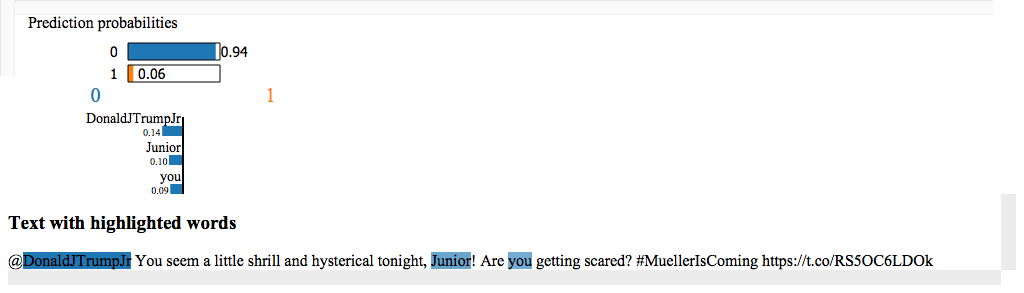 Prediction probabilities
0 0.94
1 0.06
0 1
DonaldJTrumpJr
0.14
Junior
0.10
you
0.09
Text with highlighted words
@DonaldJTrumpJr You seem a little shrill and hysterical tonight, Junior! Are you getting scared? #MuellerIsComing https://t.co/RS5OC6LDOk